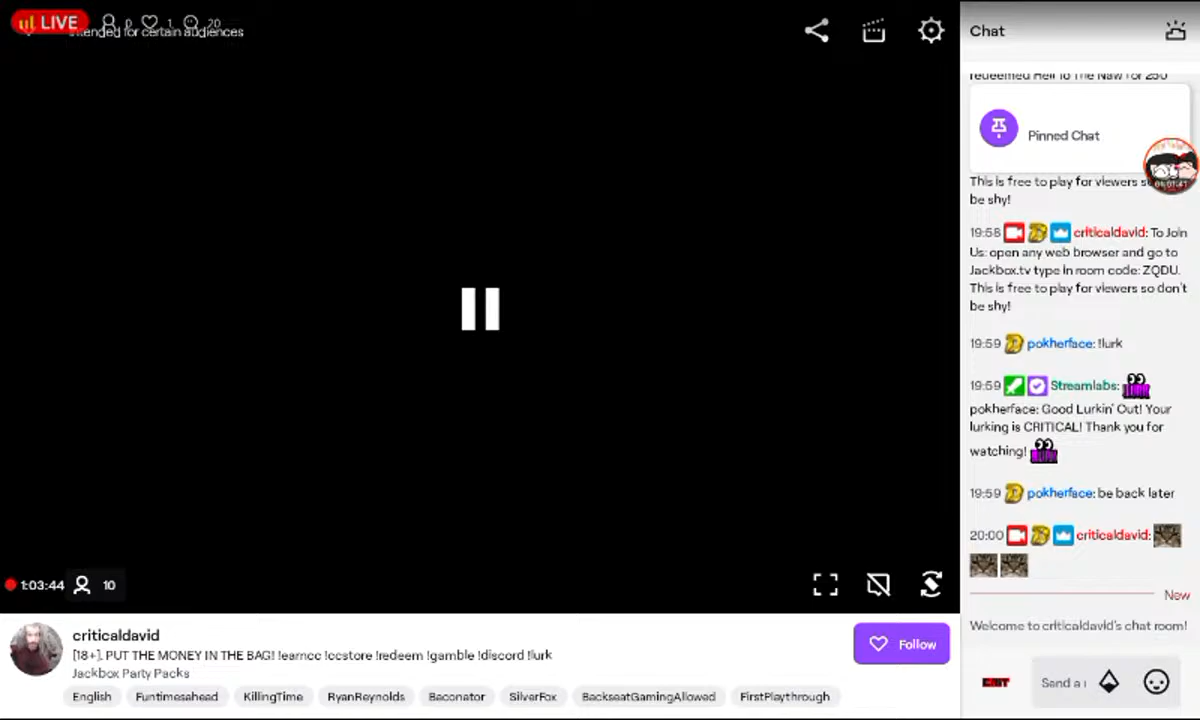 LIVE
0
1
20
ntended for certain audiences
Chat
redeemed Hell To The Naw for 250
Pinned Chat
01:01:41
This is free to play for viewers s
be shy!
19:58 criticaldavid: To Join
Us: open any web browser and go to
Jackbox.tv type in room code: ZQDU.
This is free to play for viewers so don't
be shy!
19:59 pokherface: !lurk
19:59 Streamlabs:
pokherface: Good Lurkin' Out! Your
lurking is CRITICAL! Thank you for
watching!
19:59 pokherface: be back later
20:00 criticaldavid:
New
Welcome to criticaldavid's chat room!
Send a
1:03:44
10
criticaldavid
[18+]. PUT THE MONEY IN THE BAG! !earncc !ccstore !redeem !gamble !discord !lurk
Jackbox Party Packs
Follow
English
Funtimesahead
KillingTime
RyanReynolds
Baconator
SilverFox
BackseatGamingAllowed
FirstPlaythrough